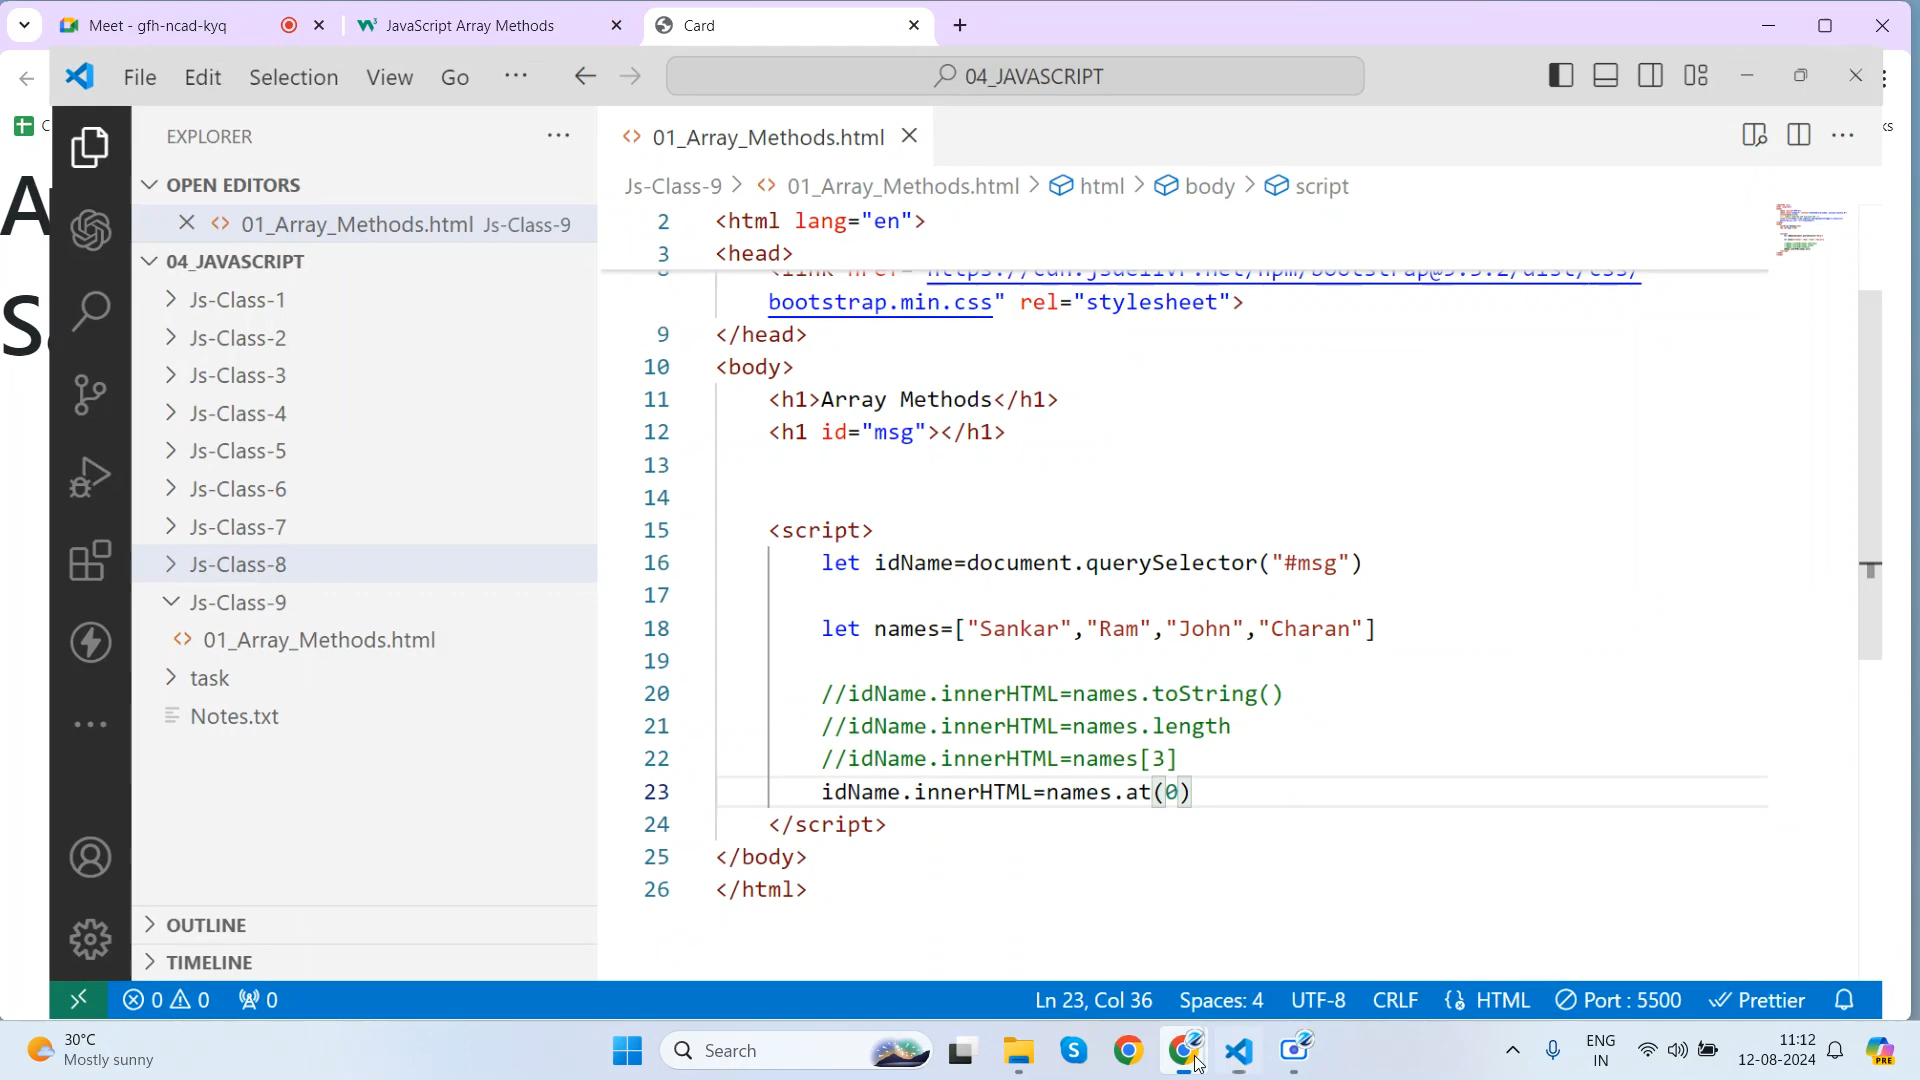 Meet - gfh-ncad-kyq
JavaScript Array Methods
Card
File Edit Selection View Go ...
04_JAVASCRIPT
EXPLORER
01_Array_Methods.html
OPEN EDITORS
Js-Class-9 > 01_Array_Methods.html > html > body > script
01_Array_Methods.html Js-Class-9
2 <html lang="en">
04_JAVASCRIPT
3 <head>
Js-Class-1
bootstrap.min.css" rel="stylesheet">
Js-Class-2
9 </head>
Js-Class-3
10 <body>
Js-Class-4
11 <h1>Array Methods</h1>
Js-Class-5
12 <h1 id="msg"></h1>
Js-Class-6
13
Js-Class-7
14
Js-Class-8
15 <script>
Js-Class-9
16 let idName=document.querySelector("#msg")
01_Array_Methods.html
17
task
18 let names=["Sankar","Ram","John","Charan"]
Notes.txt
19
20 //idName.innerHTML=names.toString()
21 //idName.innerHTML=names.length
22 //idName.innerHTML=names[3]
23 idName.innerHTML=names.at(0)
24 </script>
25 </body>
26 </html>
OUTLINE
TIMELINE
0 0 0
Ln 23, Col 36 Spaces: 4 UTF-8 CRLF HTML Port : 5500 Prettier
30°C
Mostly sunny
Search
ENG
IN
11:12
12-08-2024
PRE